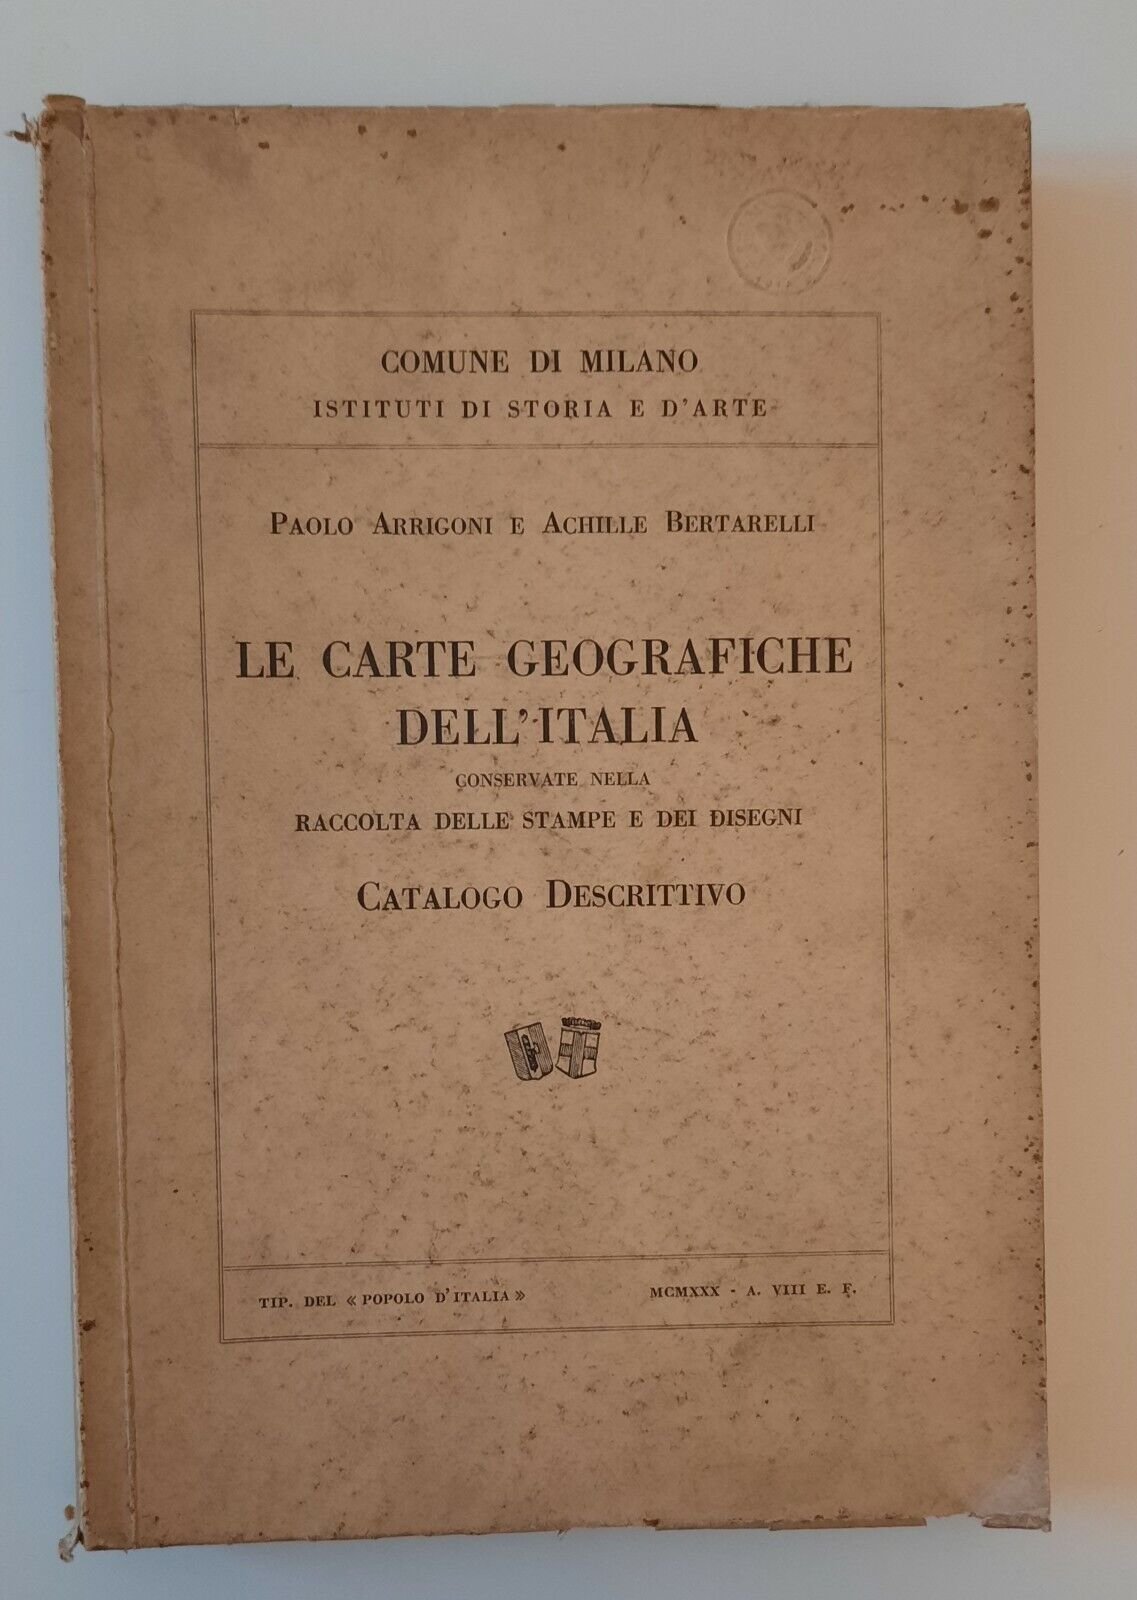 COMUNE DI MILANO
ISTITUTI DI STORIA E D'ARTE
PAOLO ARRIGONI E ACHILLE BERTARELLI
LE CARTE GEOGRAFICHE
DELL'ITALIA
CONSERVATE NELLA
RACCOLTA DELLE STAMPE E DEI DISEGNI
CATALOGO DESCRITTIVO
TIP. DEL « POPOLO D'ITALIA » MCMXXX - A. VIII E. F.